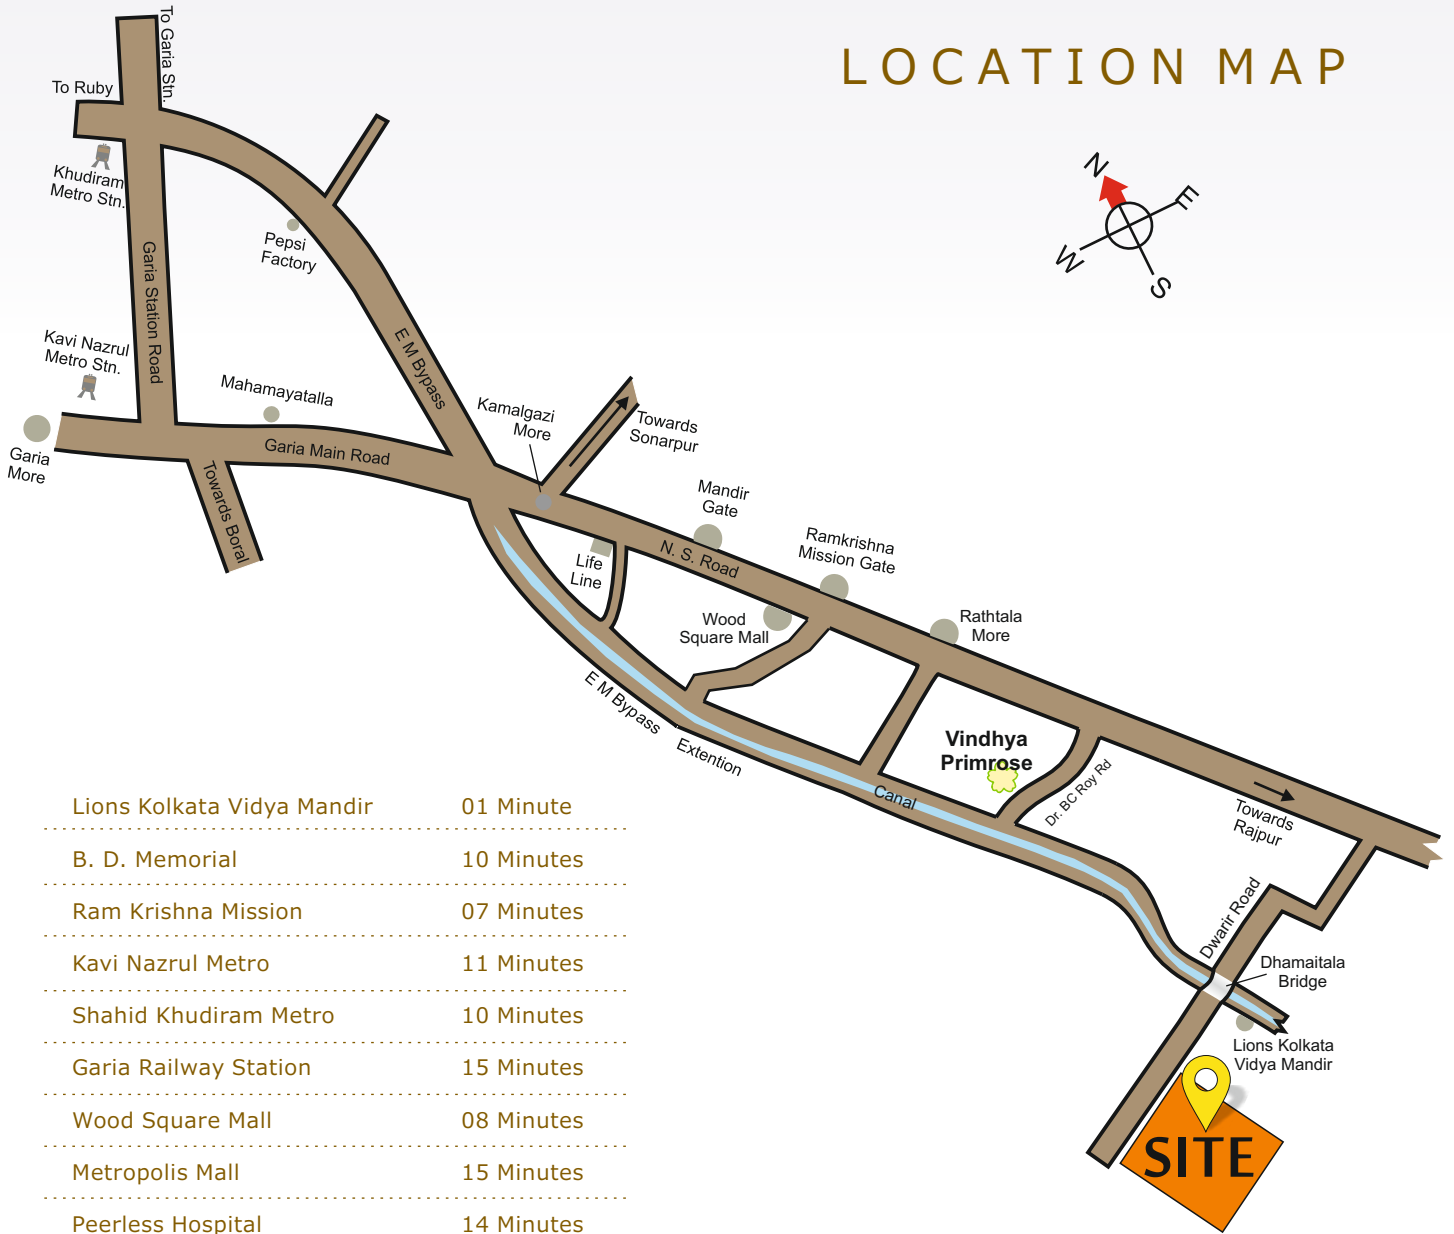 LOCATION MAP
To Garia Stn.
To Ruby
Khudiram
Metro Stn.
Pepsi
Factory
Garia Station Road
E M Bypass
N
E
W
S
Kavi Nazrul
Metro Stn.
Mahamayatalla
Garia
More
Garia Main Road
Towards Boral
Kamalgazi
More
Towards
Sonarpur
Mandir
Gate
Ramkrishna
Mission Gate
Life
Line
N. S. Road
Wood
Square Mall
Rathtala
More
E M Bypass
Extention
Vindhya
Primrose
Canal
Dr. BC Roy Rd
Towards
Rajpur
Dwarir Road
Dhamaitala
Bridge
Lions Kolkata
Vidya Mandir
SITE
Lions Kolkata Vidya Mandir 01 Minute
B. D. Memorial 10 Minutes
Ram Krishna Mission 07 Minutes
Kavi Nazrul Metro 11 Minutes
Shahid Khudiram Metro 10 Minutes
Garia Railway Station 15 Minutes
Wood Square Mall 08 Minutes
Metropolis Mall 15 Minutes
Peerless Hospital 14 Minutes